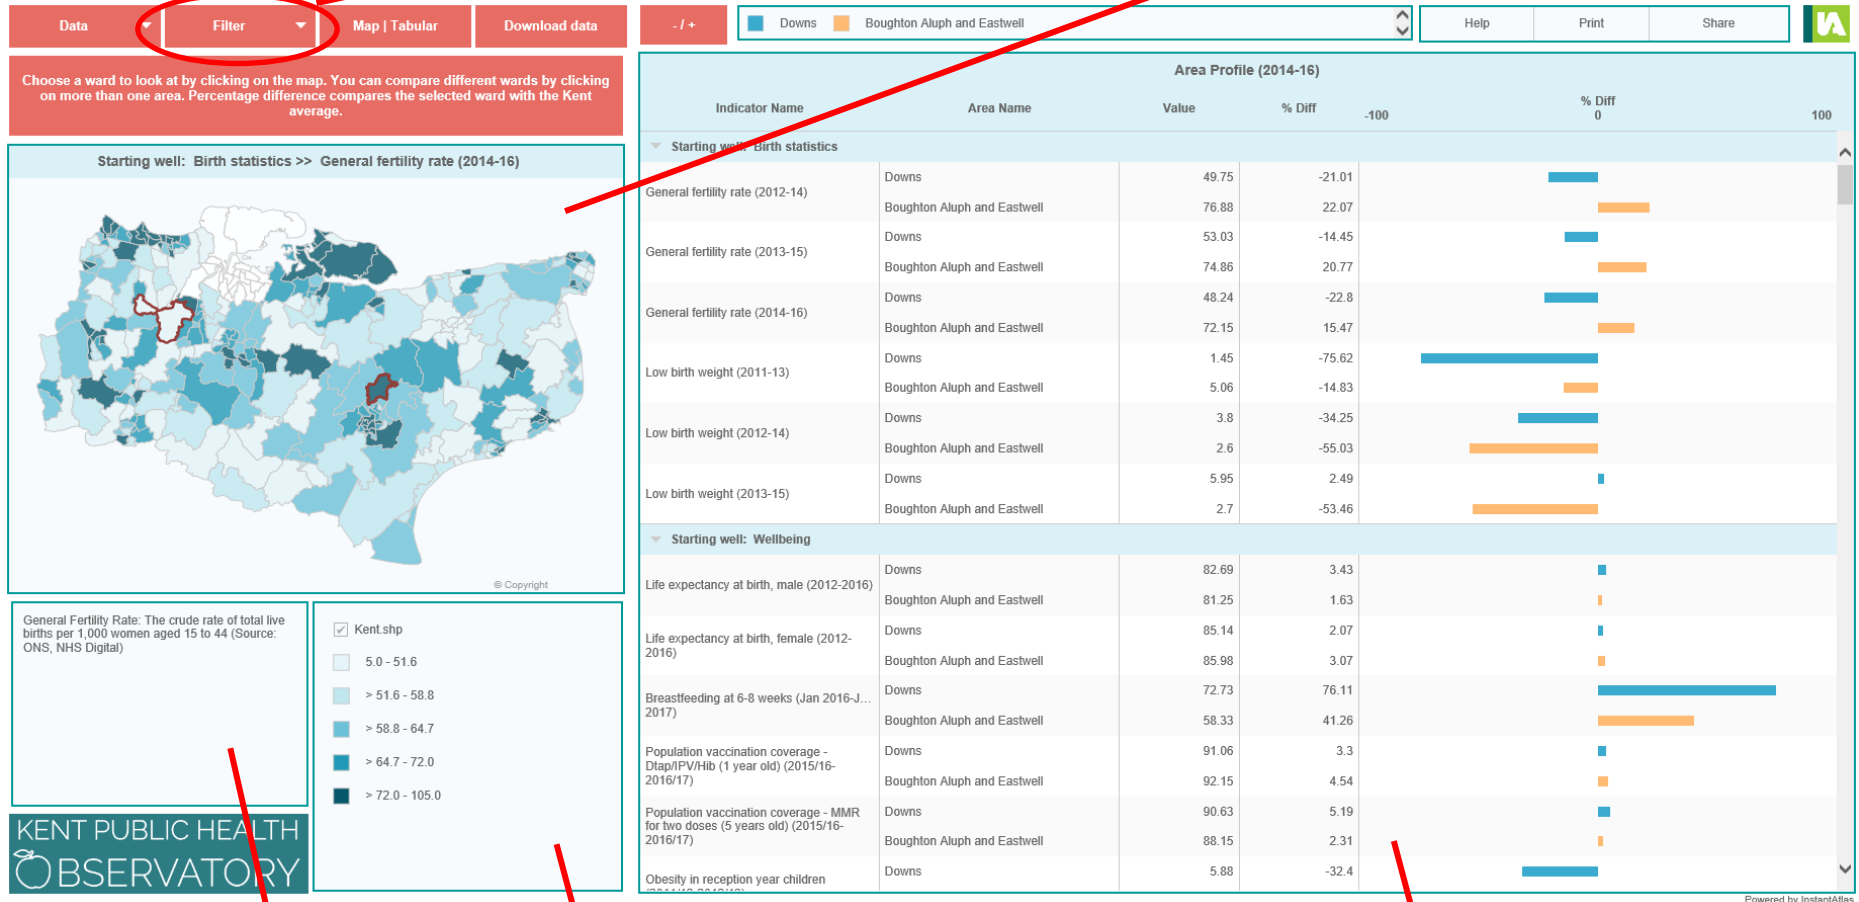 Data
Filter
Map | Tabular
Download data
- / +
Downs
Boughton Aluph and Eastwell
Help
Print
Share
Choose a ward to look at by clicking on the map. You can compare different wards by clicking
on more than one area. Percentage difference compares the selected ward with the Kent
average.
Starting well: Birth statistics >> General fertility rate (2014-16)
© Copyright
General Fertility Rate: The crude rate of total live
births per 1,000 women aged 15 to 44 (Source:
ONS, NHS Digital)
Kent.shp
5.0 - 51.6
> 51.6 - 58.8
> 58.8 - 64.7
> 64.7 - 72.0
> 72.0 - 105.0
KENT PUBLIC HEALTH
OBSERVATORY
Area Profile (2014-16)
Indicator Name
Area Name
Value
% Diff
-100
% Diff
0
100
Starting well: Birth statistics
General fertility rate (2012-14)
Downs 49.75 -21.01
Boughton Aluph and Eastwell 76.88 22.07
General fertility rate (2013-15)
Downs 53.03 -14.45
Boughton Aluph and Eastwell 74.86 20.77
General fertility rate (2014-16)
Downs 48.24 -22.8
Boughton Aluph and Eastwell 72.15 15.47
Low birth weight (2011-13)
Downs 1.45 -75.62
Boughton Aluph and Eastwell 5.06 -14.83
Low birth weight (2012-14)
Downs 3.8 -34.25
Boughton Aluph and Eastwell 2.6 -55.03
Low birth weight (2013-15)
Downs 5.95 2.49
Boughton Aluph and Eastwell 2.7 -53.46
Starting well: Wellbeing
Life expectancy at birth, male (2012-2016)
Downs 82.69 3.43
Boughton Aluph and Eastwell 81.25 1.63
Life expectancy at birth, female (2012-
2016)
Downs 85.14 2.07
Boughton Aluph and Eastwell 85.98 3.07
Breastfeeding at 6-8 weeks (Jan 2016-J...
2017)
Downs 72.73 76.11
Boughton Aluph and Eastwell 58.33 41.26
Population vaccination coverage -
Dtap/IPV/Hib (1 year old) (2015/16-
2016/17)
Downs 91.06 3.3
Boughton Aluph and Eastwell 92.15 4.54
Population vaccination coverage - MMR
for two doses (5 years old) (2015/16-
2016/17)
Downs 90.63 5.19
Boughton Aluph and Eastwell 88.15 2.31
Obesity in reception year children
Downs 5.88 -32.4
Powered by InstantAtlas